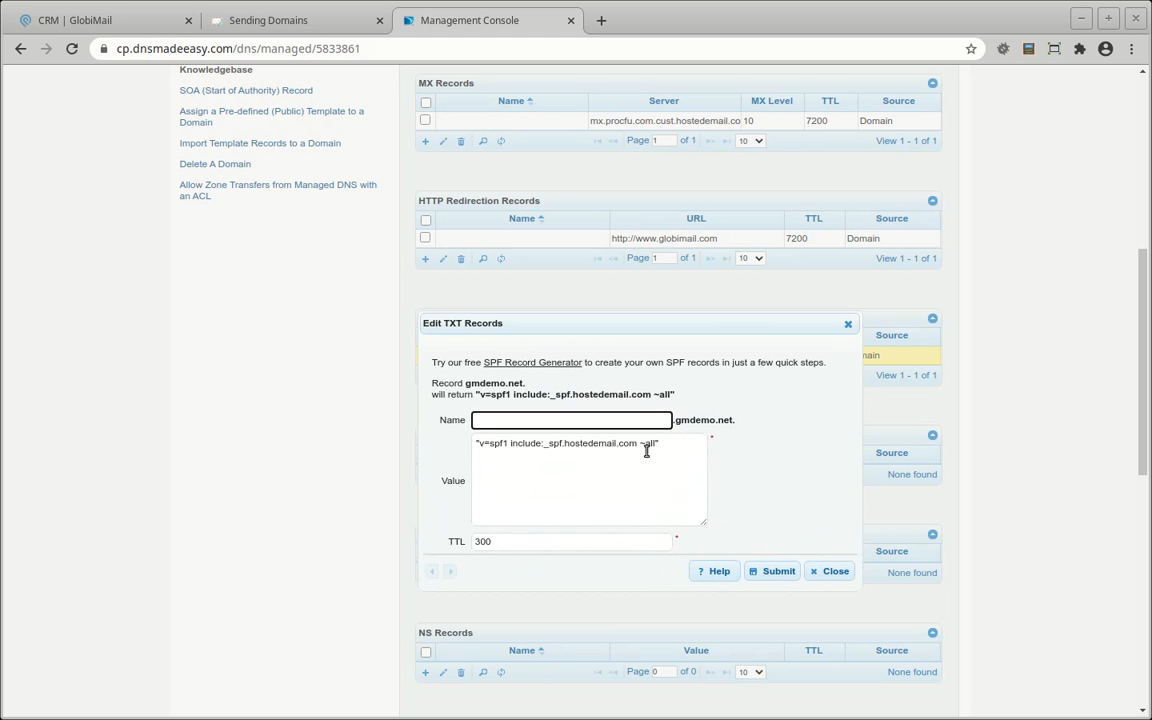 CRM | GlobiMail
Sending Domains
Management Console
cp.dnsmadeeasy.com/dns/managed/5833861
Knowledgebase
SOA (Start of Authority) Record
Assign a Pre-defined (Public) Template to a
Domain
Import Template Records to a Domain
Delete A Domain
Allow Zone Transfers from Managed DNS with
an ACL
MX Records
Name Server MX Level TTL Source
mx.procfu.com.cust.hostedemail.co 10 7200 Domain
Page 1 of 1 10 View 1 - 1 of 1
HTTP Redirection Records
Name URL TTL Source
http://www.globimail.com 7200 Domain
Page 1 of 1 10 View 1 - 1 of 1
Source
main
View 1 - 1 of 1
Source
None found
Source
None found
Edit TXT Records
Try our free SPF Record Generator to create your own SPF records in just a few quick steps.
Record gmdemo.net.
will return "v=spf1 include:_spf.hostedemail.com ~all"
Name .gmdemo.net.
"v=spf1 include:_spf.hostedemail.com ~all" *
Value
TTL 300 *
? Help Submit Close
NS Records
Name Value TTL Source
Page 0 of 0 10 None found